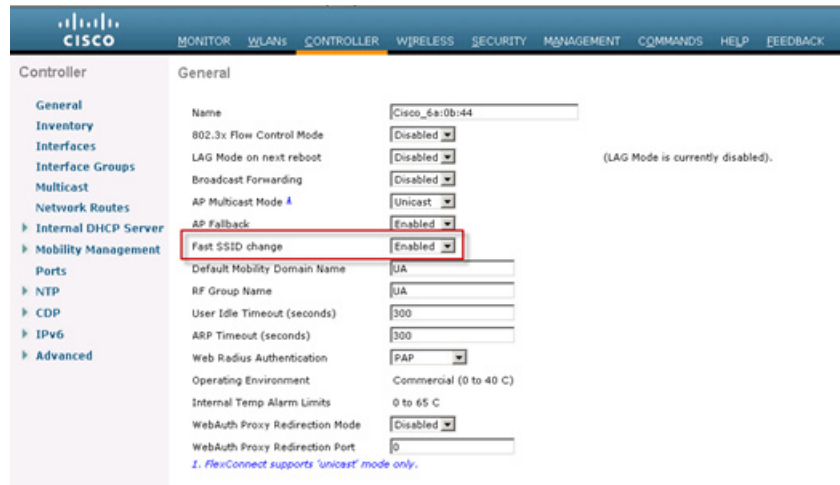 CISCO
MONITOR WLANs CONTROLLER WIRELESS SECURITY MANAGEMENT COMMANDS HELP FEEDBACK
Controller
General
Inventory
Interfaces
Interface Groups
Multicast
Network Routes
Internal DHCP Server
Mobility Management
Ports
NTP
CDP
IPv6
Advanced
General
Name Cisco_6a:0b:44
802.3x Flow Control Mode Disabled
LAG Mode on next reboot Disabled (LAG Mode is currently disabled).
Broadcast Forwarding Disabled
AP Multicast Mode 1 Unicast
AP Fallback Enabled
Fast SSID change Enabled
Default Mobility Domain Name UA
RF Group Name UA
User Idle Timeout (seconds) 300
ARP Timeout (seconds) 300
Web Radius Authentication PAP
Operating Environment Commercial (0 to 40 C)
Internal Temp Alarm Limits 0 to 65 C
WebAuth Proxy Redirection Mode Disabled
WebAuth Proxy Redirection Port 0
1. FlexConnect supports 'unicast' mode only.